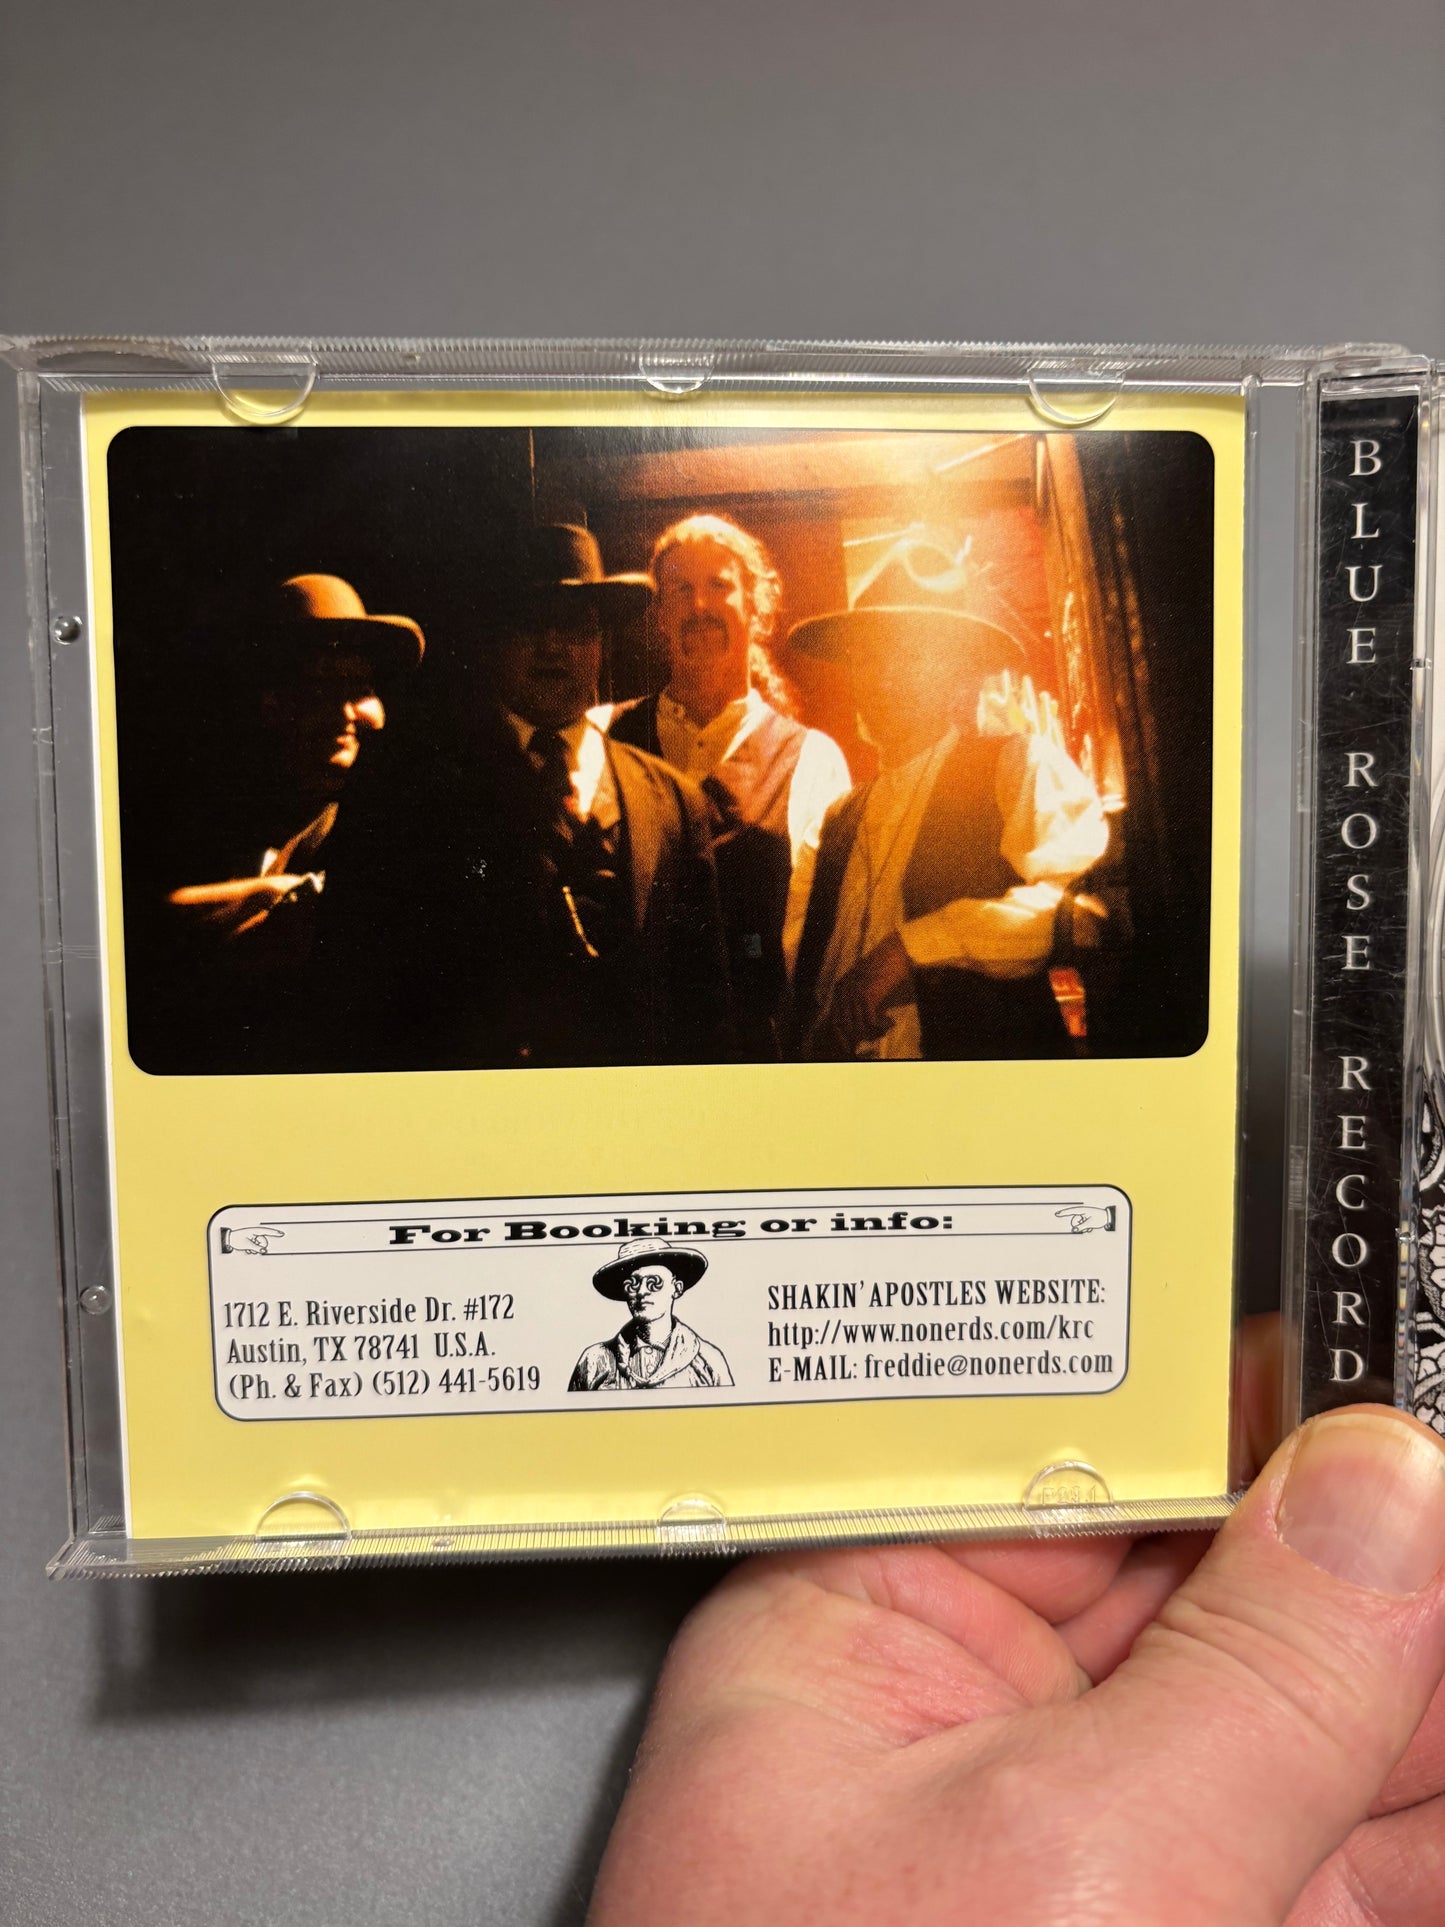 For Booking or info:
1712 E. Riverside Dr. #172
Austin, TX 78741 U.S.A.
(Ph. & Fax) (512) 441-5619
SHAKIN' APOSTLES WEBSITE:
http://www.nonerds.com/krc
E-MAIL: freddie@nonerds.com
BLUE ROSE RECORD